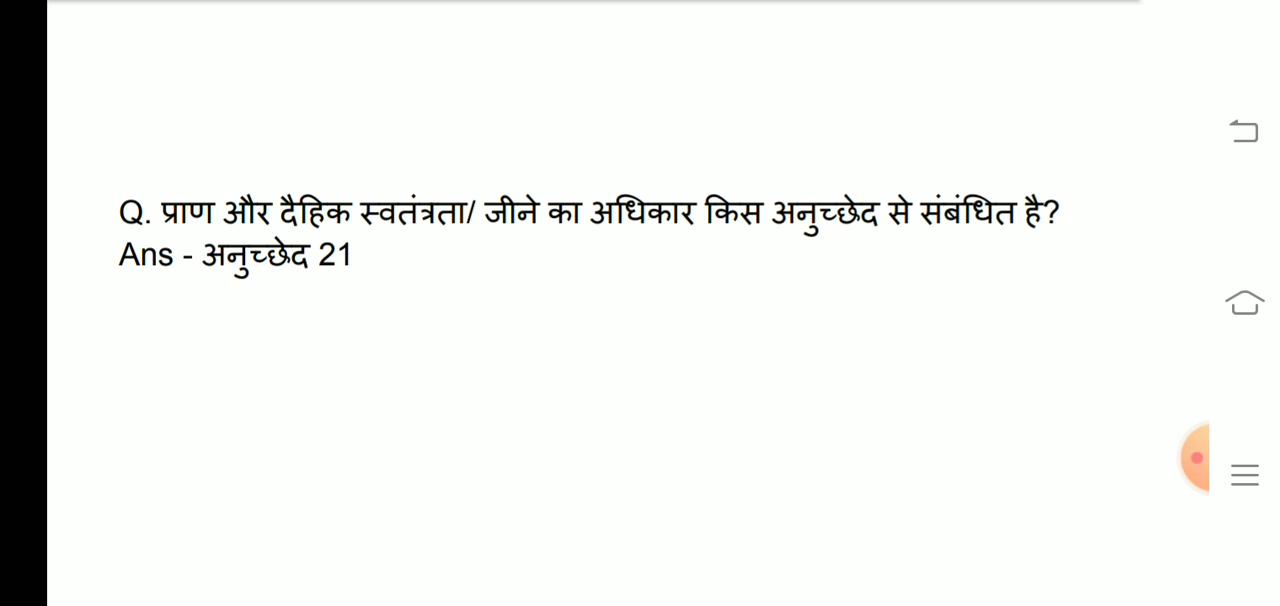 Q. प्राण और दैहिक स्वतंत्रता/ जीने का अधिकार किस अनुच्छेद से संबंधित है?
Ans - अनुच्छेद 21